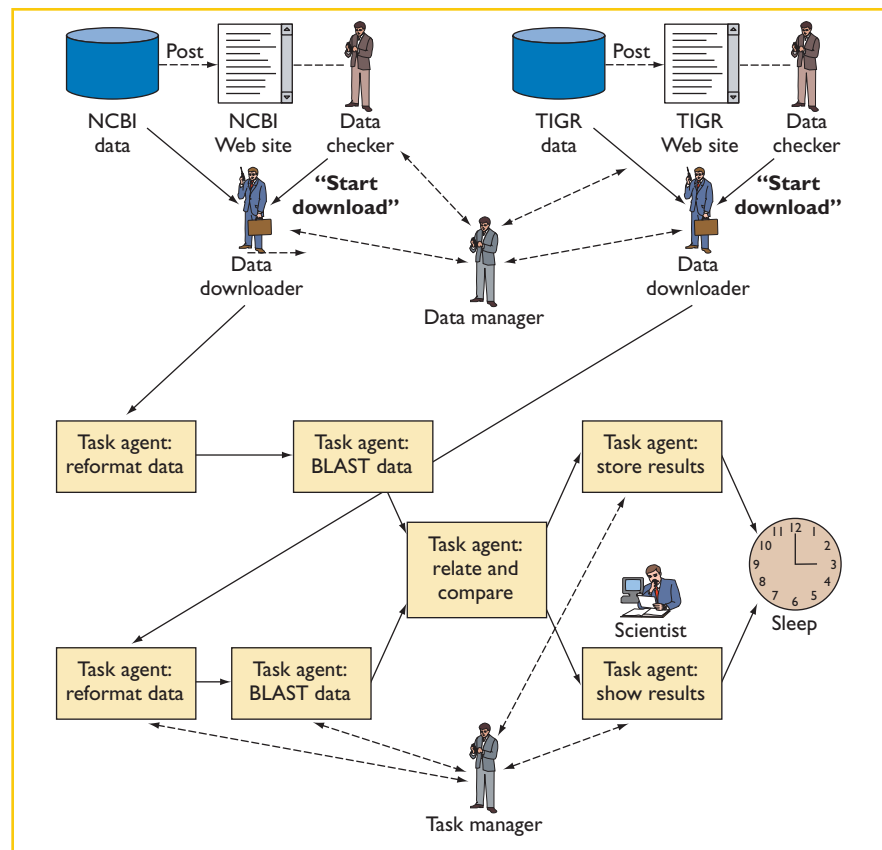 Post
Post
NCBI
data
NCBI
Web site
Data
checker
TIGR
data
TIGR
Web site
Data
checker
“Start
download”
“Start
download”
Data
downloader
Data manager
Data
downloader
Task agent:
reformat data
Task agent:
BLAST data
Task agent:
store results
Task agent:
relate and
compare
11 12 1
10 2
9 3
8 4
7 6 5
Scientist
Sleep
Task agent:
reformat data
Task agent:
BLAST data
Task agent:
show results
Task manager